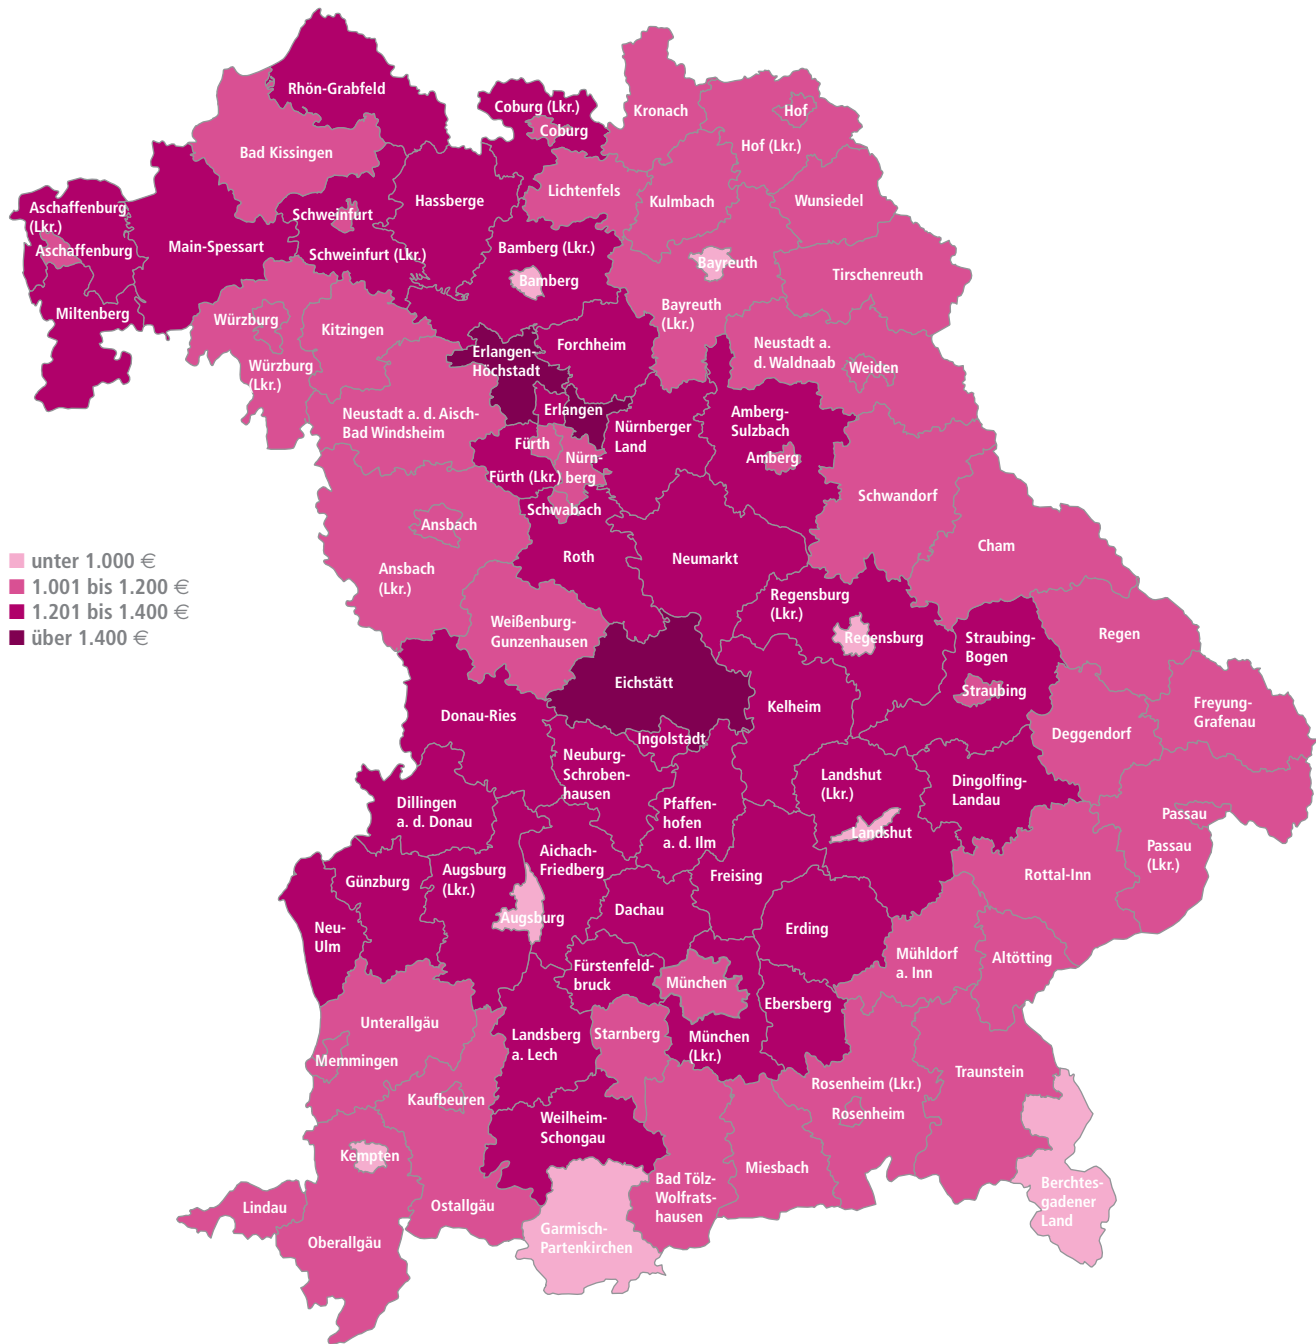 Rhön-Grabfeld
Coburg (Lkr.)
Coburg
Kronach
Hof
Hof (Lkr.)
Bad Kissingen
Lichtenfels
Kulmbach
Wunsiedel
Aschaffenburg
(Lkr.)
Aschaffenburg
Main-Spessart
Schweinfurt
Schweinfurt (Lkr.)
Hassberge
Bamberg (Lkr.)
Bamberg
Bayreuth
Bayreuth
(Lkr.)
Tirschenreuth
Miltenberg
Würzburg
Würzburg
(Lkr.)
Kitzingen
Erlangen-
Höchstadt
Forchheim
Neustadt a.
d. Waldnaab
Weiden
Neustadt a. d. Aisch-
Bad Windsheim
Erlangen
Fürth
Fürth (Lkr.)
Nürn-
berg
Nürnberger
Land
Amberg-
Sulzbach
Amberg
Schwabach
Schwandorf
Cham
Ansbach
Ansbach
(Lkr.)
Roth
Neumarkt
unter 1.000 €
1.001 bis 1.200 €
1.201 bis 1.400 €
über 1.400 €
Weißenburg-
Gunzenhausen
Regensburg
(Lkr.)
Regensburg
Straubing-
Bogen
Straubing
Regen
Eichstätt
Kelheim
Freyung-
Grafenau
Deggendorf
Donau-Ries
Ingolstadt
Neuburg-
Schroben-
hausen
Pfaffen-
hofen
a. d. Ilm
Landshut
(Lkr.)
Landshut
Dingolfing-
Landau
Passau
Passau
(Lkr.)
Dillingen
a. d. Donau
Günzburg
Augsburg
(Lkr.)
Aichach-
Friedberg
Augsburg
Dachau
Freising
Erding
Rottal-Inn
Neu-
Ulm
Fürstenfeld-
bruck
München
Ebersberg
Mühldorf
a. Inn
Altötting
Unterallgäu
Memmingen
Landsberg
a. Lech
Starnberg
München
(Lkr.)
Rosenheim (Lkr.)
Rosenheim
Traunstein
Kaufbeuren
Weilheim-
Schongau
Kempten
Miesbach
Bad Tölz-
Wolfrats-
hausen
Berchtes-
gadener
Land
Lindau
Ostallgäu
Oberallgäu
Garmisch-
Partenkirchen